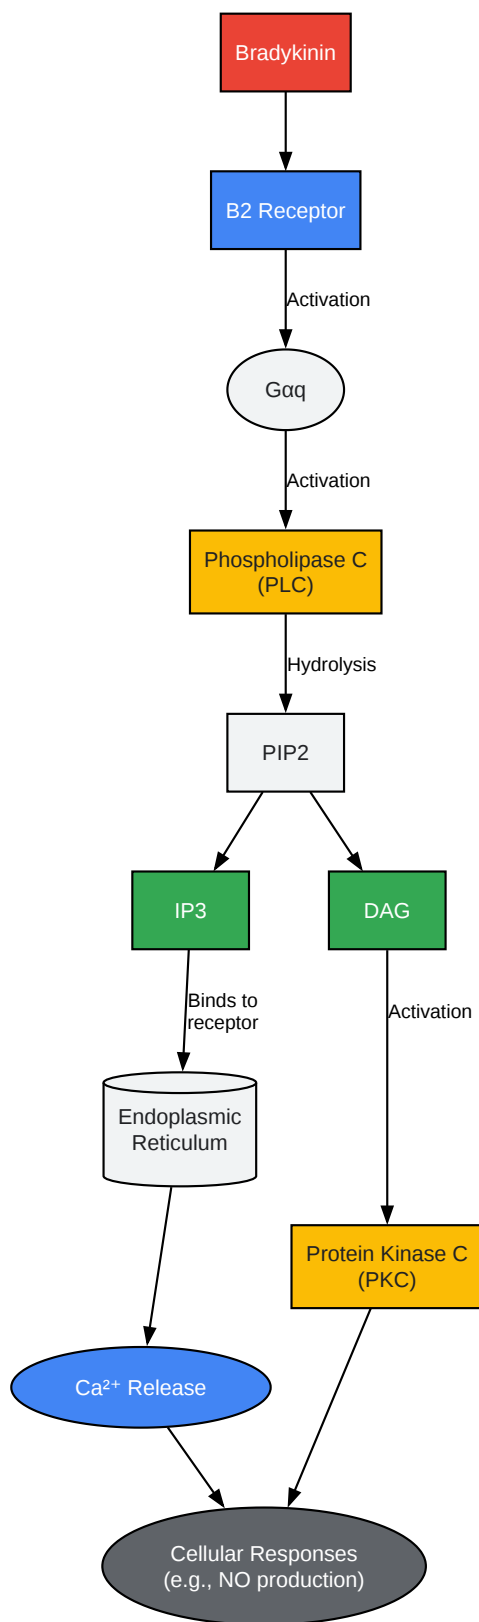 Bradykinin
B2 Receptor
Activation
Gαq
Activation
Phospholipase C
(PLC)
Hydrolysis
PIP2
IP3
DAG
Binds to
receptor
Activation
Endoplasmic
Reticulum
Protein Kinase C
(PKC)
Ca²⁺ Release
Cellular Responses
(e.g., NO production)